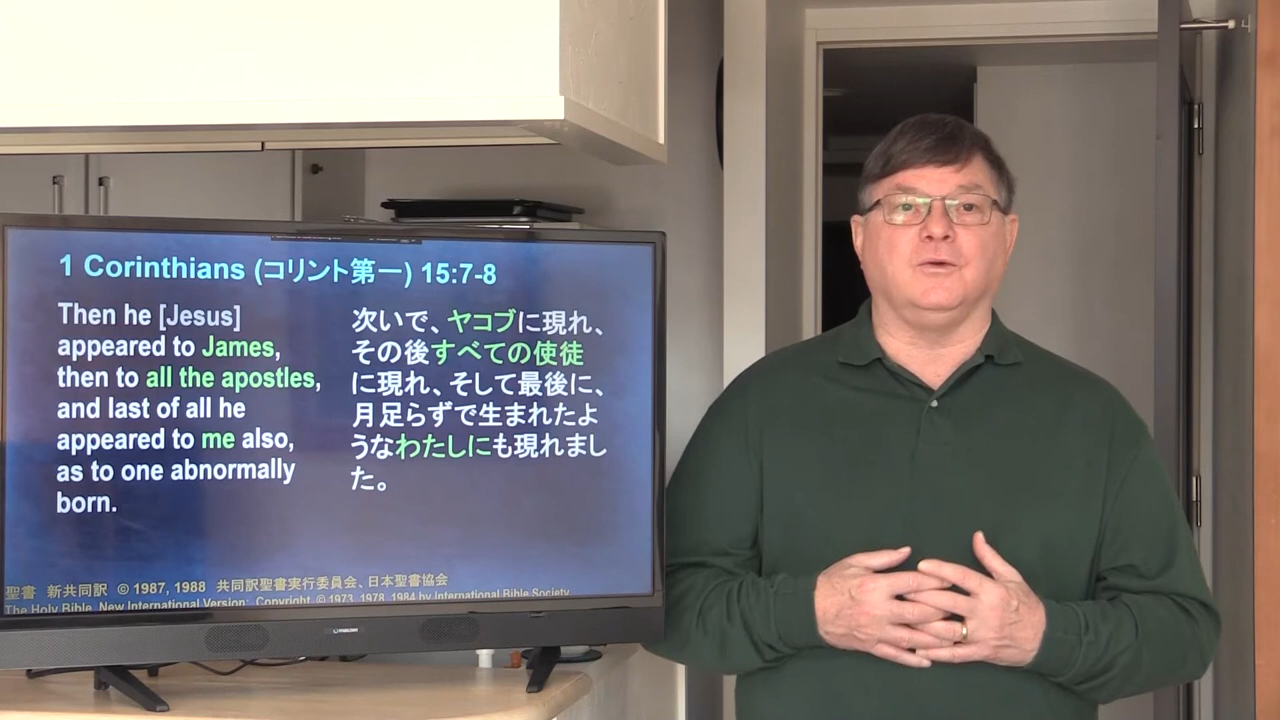 1 Corinthians (コリント第一) 15:7-8
Then he [Jesus]
appeared to James,
then to all the apostles,
and last of all he
appeared to me also,
as to one abnormally
born.
次いで、ヤコブに現れ、
その後すべての使徒
に現れ、そして最後に、
月足らずで生まれたよ
うなわたしにも現れまし
た。
聖書 新共同訳 © 1987, 1988 共同訳聖書実行委員会、日本聖書協会
The Holy Bible, New International Version: Copyright © 1973, 1978, 1984 by International Bible Society